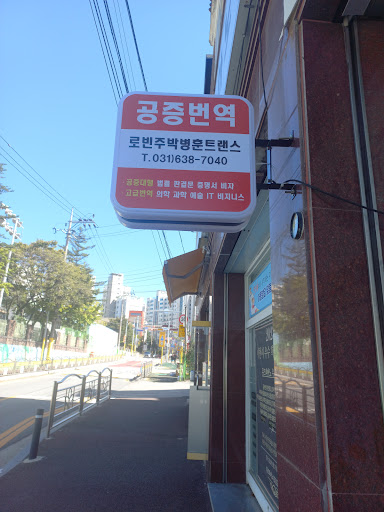 공증번역
로빈주박병훈트랜스
T.031)638-7040
공증대행 법률 판결문 증명서 비자
고급번역 의학 과학 예술 IT 비지니스